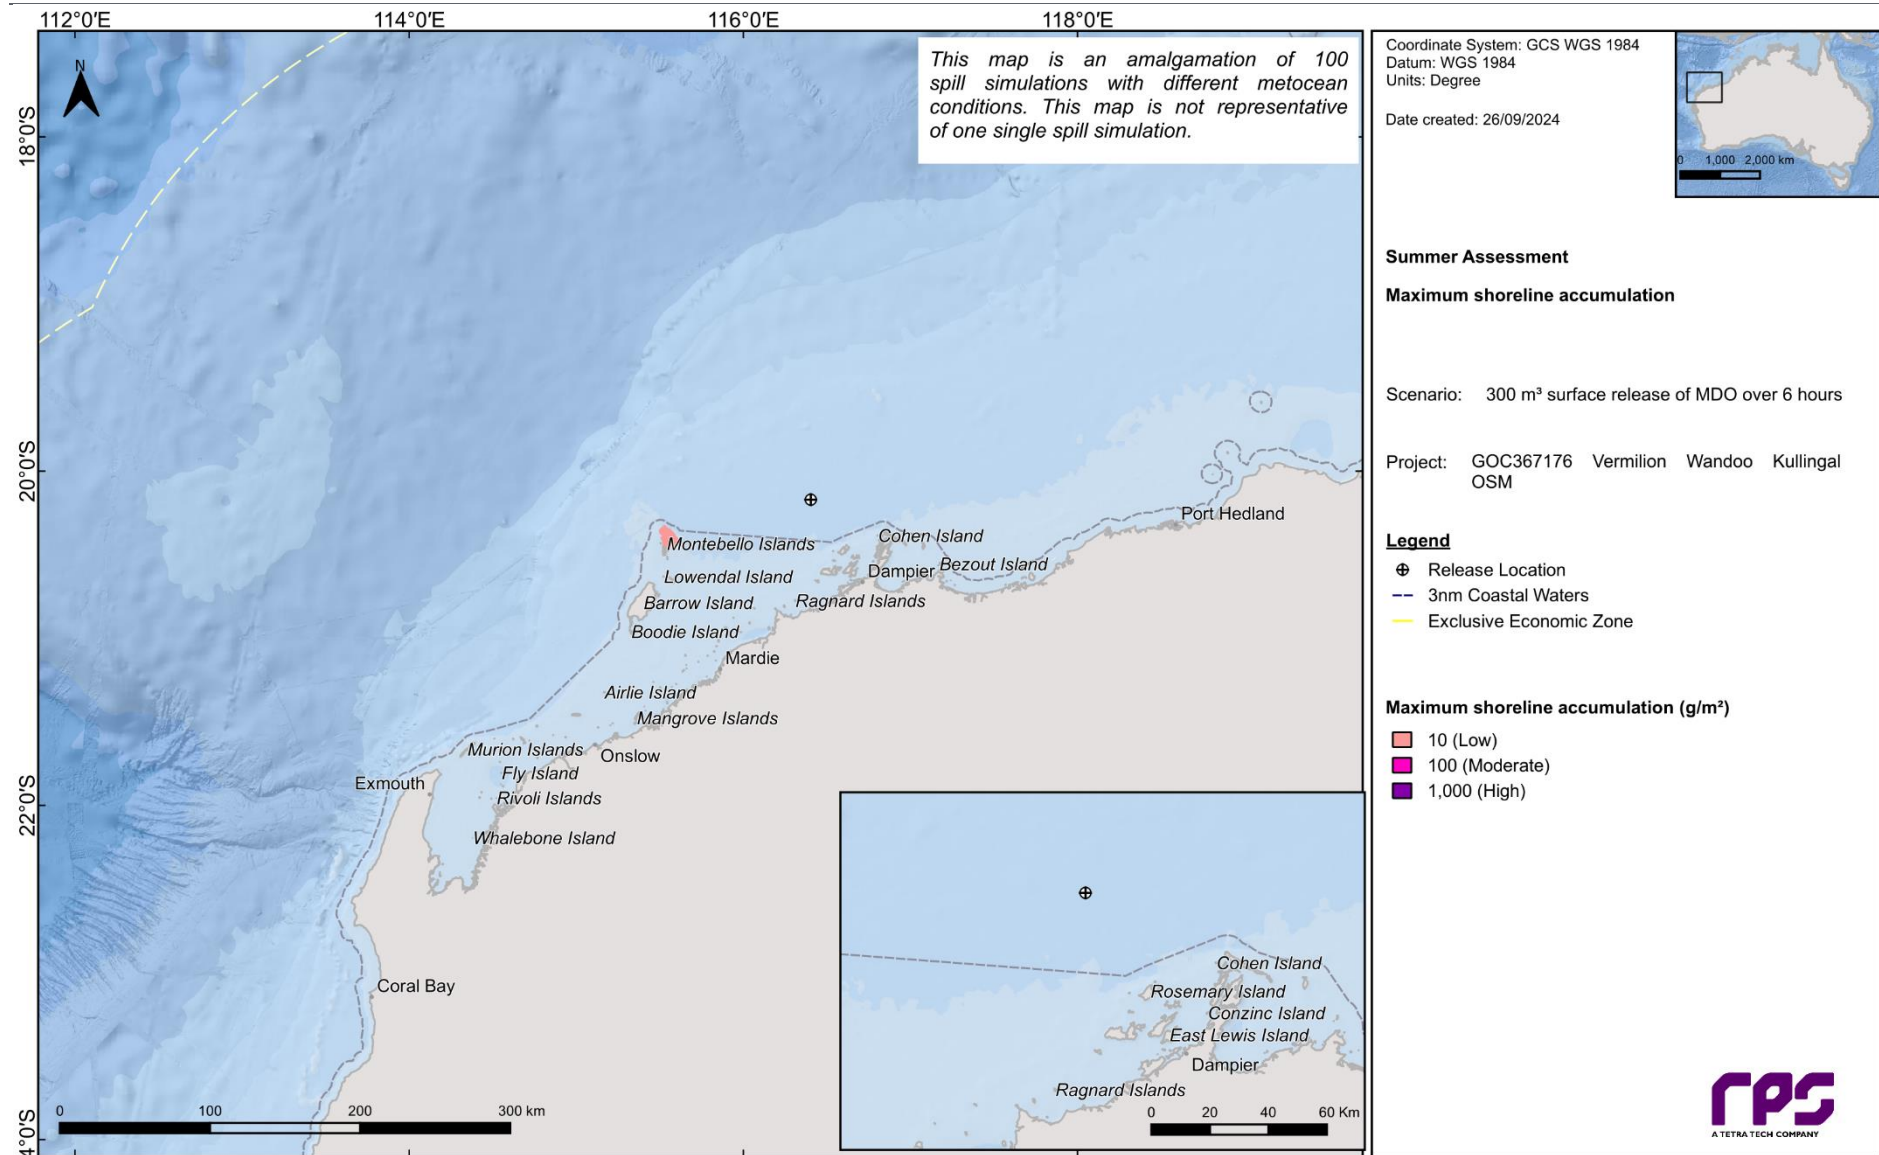 112°0'E
114°0'E
116°0'E
118°0'E
18°0'S
20°0'S
22°0'S
4°0'S
N
This map is an amalgamation of 100
spill simulations with different metocean
conditions. This map is not representative
of one single spill simulation.
Montebello Islands
Lowendal Island
Barrow Island
Boodie Island
Cohen Island
Dampier
Bezout Island
Ragnard Islands
Port Hedland
Mardie
Airlie Island
Mangrove Islands
Murion Islands
Onslow
Fly Island
Exmouth
Rivoli Islands
Whalebone Island
Coral Bay
0 100 200 300 km
Cohen Island
Rosemary Island
Conzinc Island
East Lewis Island
Dampier
Ragnard Islands
0 20 40 60 Km
Coordinate System: GCS WGS 1984
Datum: WGS 1984
Units: Degree
Date created: 26/09/2024
0 1,000 2,000 km
Summer Assessment
Maximum shoreline accumulation
Scenario: 300 m³ surface release of MDO over 6 hours
Project: GOC367176 Vermilion Wandoo Kullingal
OSM
Legend
Release Location
3nm Coastal Waters
Exclusive Economic Zone
Maximum shoreline accumulation (g/m²)
10 (Low)
100 (Moderate)
1,000 (High)
rps
A TETRA TECH COMPANY